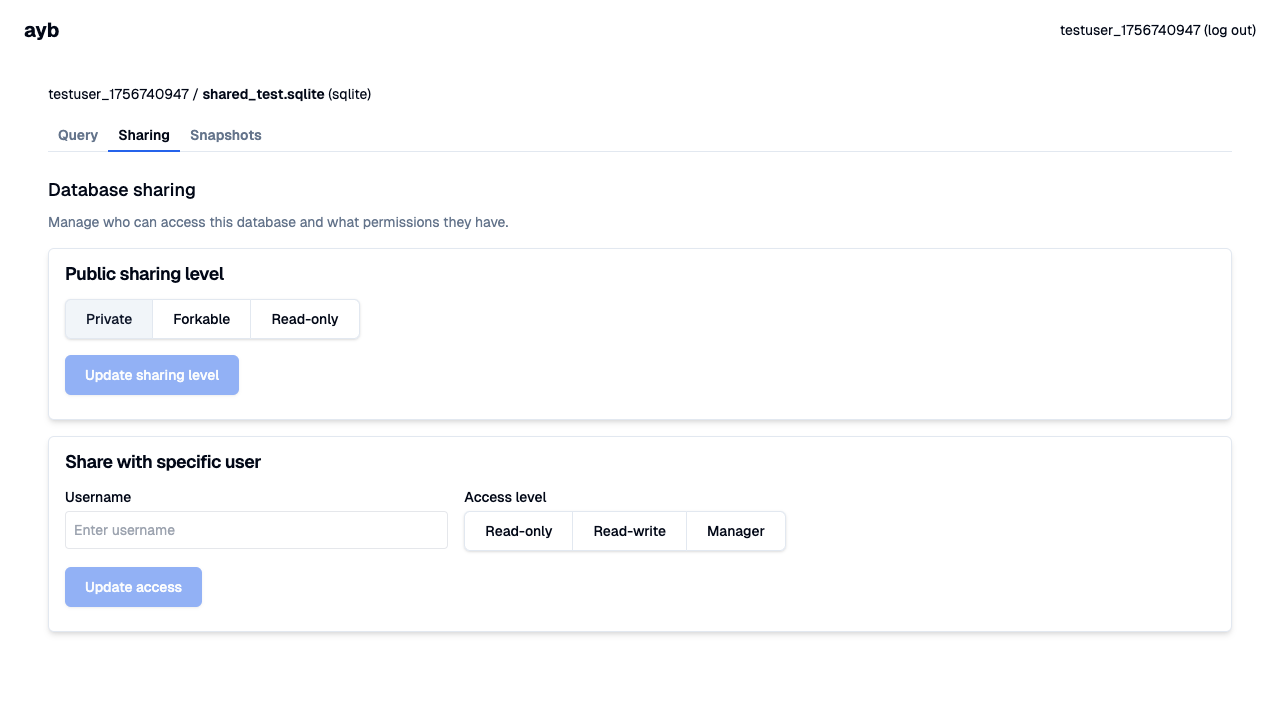 ayb
testuser_1756740947 (log out)
testuser_1756740947 / shared_test.sqlite (sqlite)
Query Sharing Snapshots
Database sharing
Manage who can access this database and what permissions they have.
Public sharing level
Private Forkable Read-only
Update sharing level
Share with specific user
Username Access level
Enter username Read-only Read-write Manager
Update access